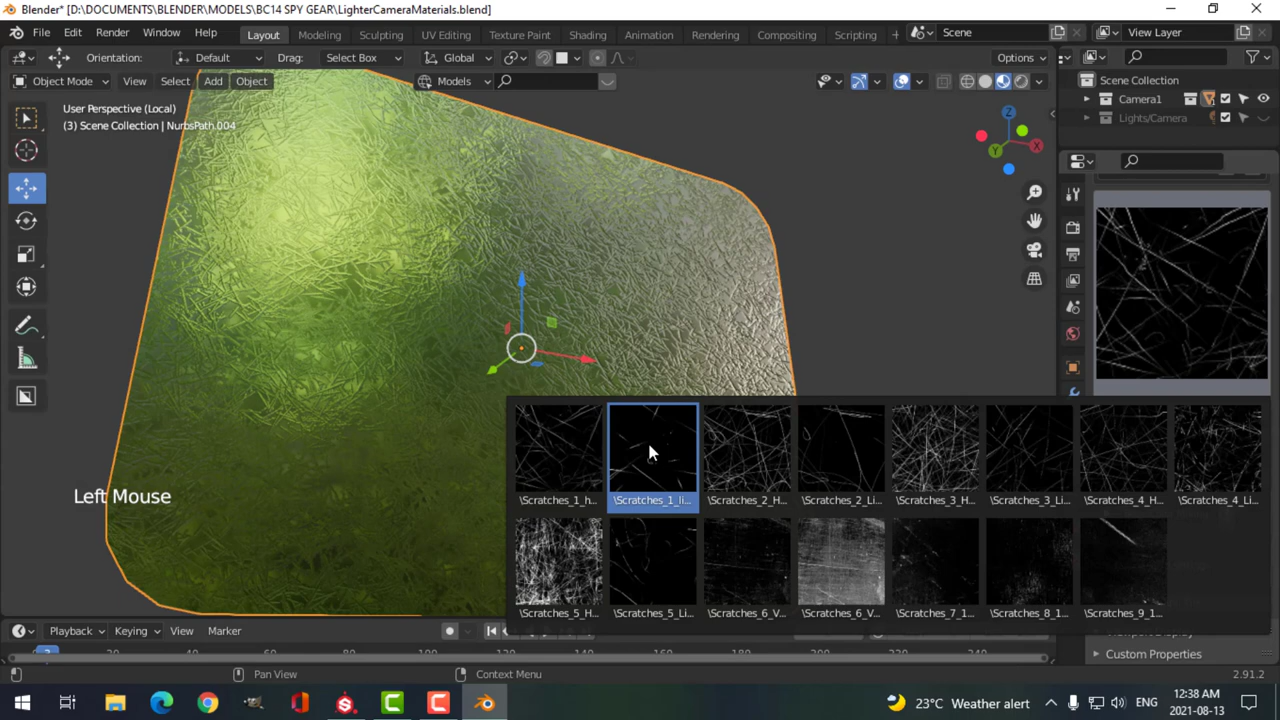 Blender* [D:\DOCUMENTS\BLENDER\MODELS\BC14 SPY GEAR\LighterCameraMaterials.blend]
File Edit Render Window Help Layout Modeling Sculpting UV Editing Texture Paint Shading Animation Rendering Compositing Scripting + Scene View Layer
Orientation: Default Drag: Select Box Global Options
Object Mode View Select Add Object Models
Scene Collection
Camera1
Lights/Camera
User Perspective (Local)
(3) Scene Collection | NurbsPath.004
Z
X
Y
Left Mouse
\Scratches_1_h... \Scratches_1_li... \Scratches_2_H... \Scratches_2_Li... \Scratches_3_H... \Scratches_3_Li... \Scratches_4_H... \Scratches_4_Li...
\Scratches_5_H... \Scratches_5_Li... \Scratches_6_V... \Scratches_6_V... \Scratches_7_1... \Scratches_8_1... \Scratches_9_1...
Playback Keying View Marker
Custom Properties
Pan View Context Menu 2.91.2
23°C Weather alert ENG 12:38 AM
2021-08-13